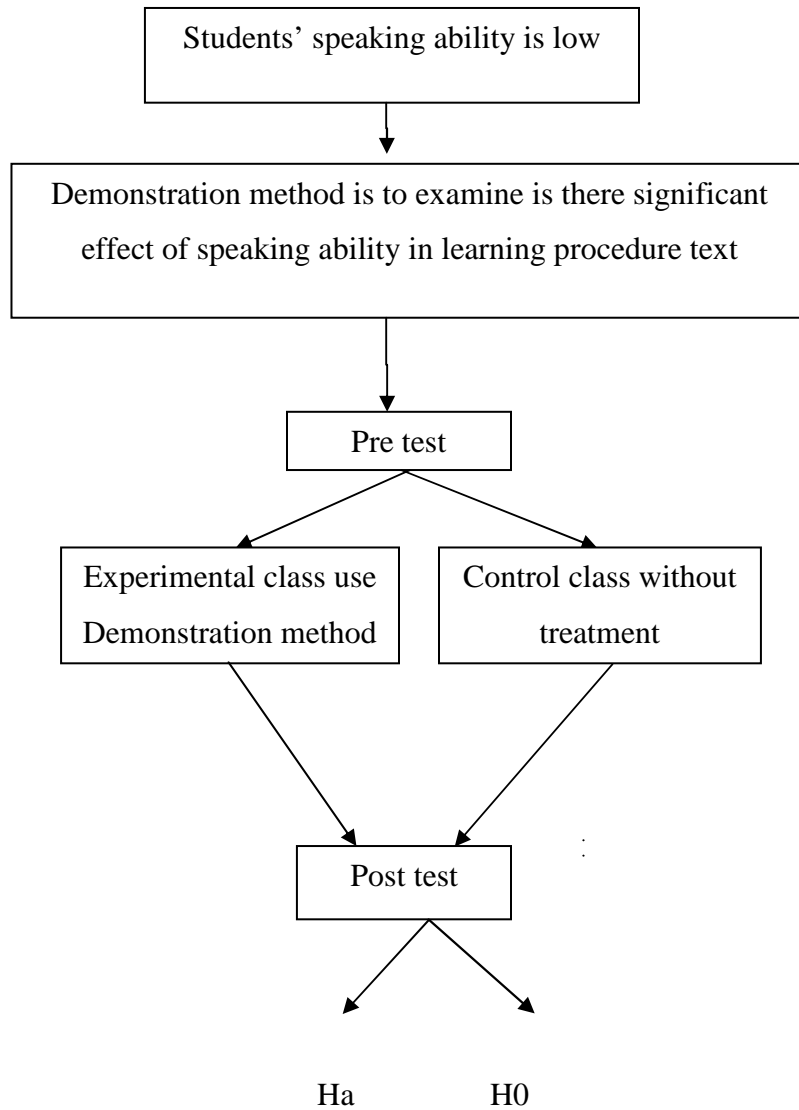 Students’ speaking ability is low
Demonstration method is to examine is there significant
effect of speaking ability in learning procedure text
Pre test
Experimental class use
Demonstration method
Control class without
treatment
Post test
Ha
H0